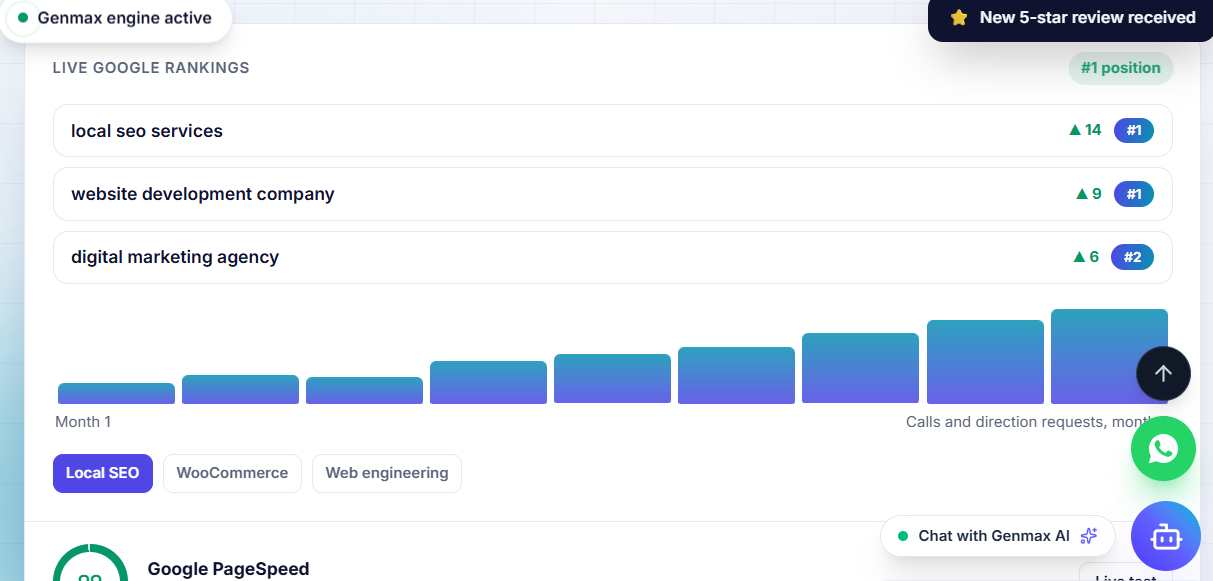 Genmax engine active
New 5-star review received
LIVE GOOGLE RANKINGS
#1 position
local seo services
▲ 14 #1
website development company
▲ 9 #1
digital marketing agency
▲ 6 #2
Month 1
Calls and direction requests,
Local SEO
WooCommerce
Web engineering
Chat with Genmax AI
Google PageSpeed
Live test